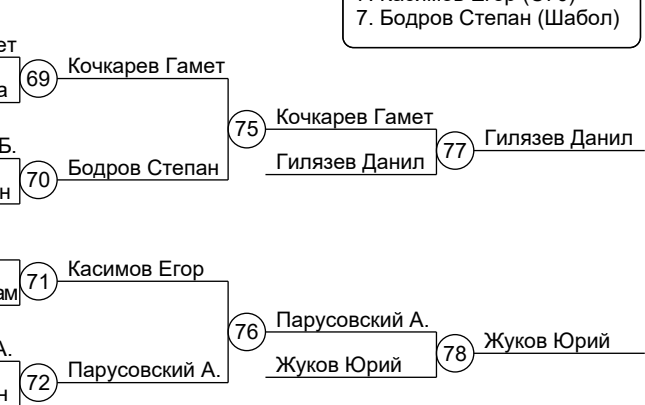 7. Бодров Степан (Шабол)
69
Кочкарев Гамет
75
Кочкарев Гамет
77
Гилязев Данил
Б.
70
Бодров Степан
Гилязев Данил
71
Касимов Егор
76
Парусовский А.
78
Жуков Юрий
А.
72
Парусовский А.
Жуков Юрий